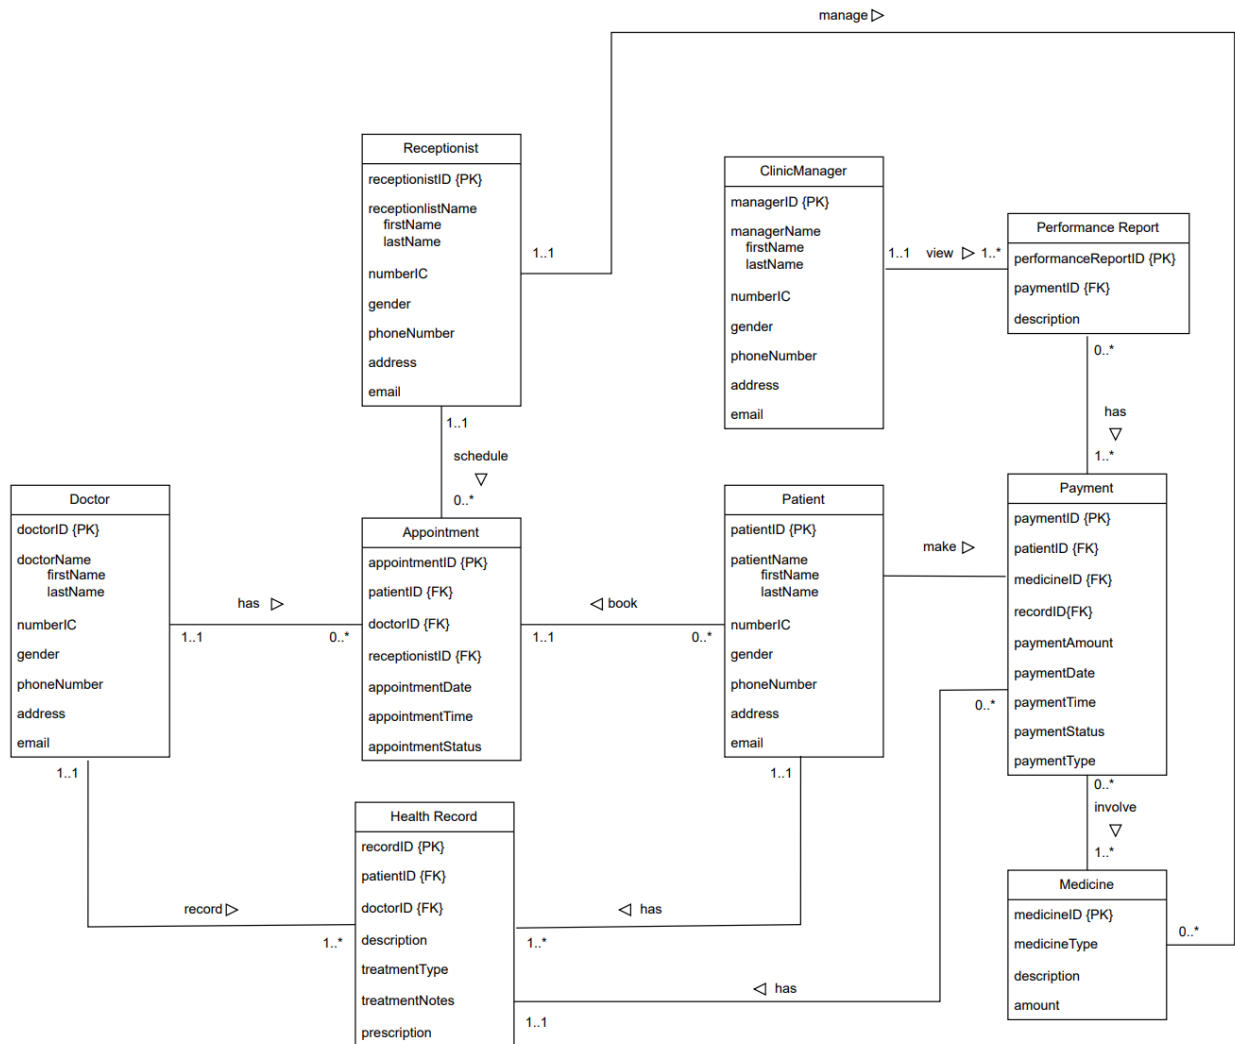 manage
Receptionist
receptionistID {PK}
receptionlistName
firstName
lastName
numberIC
gender
phoneNumber
address
email
1..1
ClinicManager
managerID {PK}
managerName
firstName
lastName
numberIC
gender
phoneNumber
address
email
1..1
view
1..*
Performance Report
performanceReportID {PK}
paymentID {FK}
description
0..*
has
1..*
1..1
schedule
0..*
Doctor
doctorID {PK}
doctorName
firstName
lastName
numberIC
gender
phoneNumber
address
email
has
1..1
0..*
Appointment
appointmentID {PK}
patientID {FK}
doctorID {FK}
receptionistID {FK}
appointmentDate
appointmentTime
appointmentStatus
book
1..1
0..*
Patient
patientID {PK}
patientName
firstName
lastName
numberIC
gender
phoneNumber
address
email
make
Payment
paymentID {PK}
patientID {FK}
medicineID {FK}
recordID{FK}
paymentAmount
paymentDate
paymentTime
paymentStatus
paymentType
0..*
1..1
1..1
0..*
involve
1..*
Health Record
recordID {PK}
patientID {FK}
doctorID {FK}
description
treatmentType
treatmentNotes
prescription
record
1..*
has
1..*
has
1..1
Medicine
medicineID {PK}
medicineType
description
amount
0..*